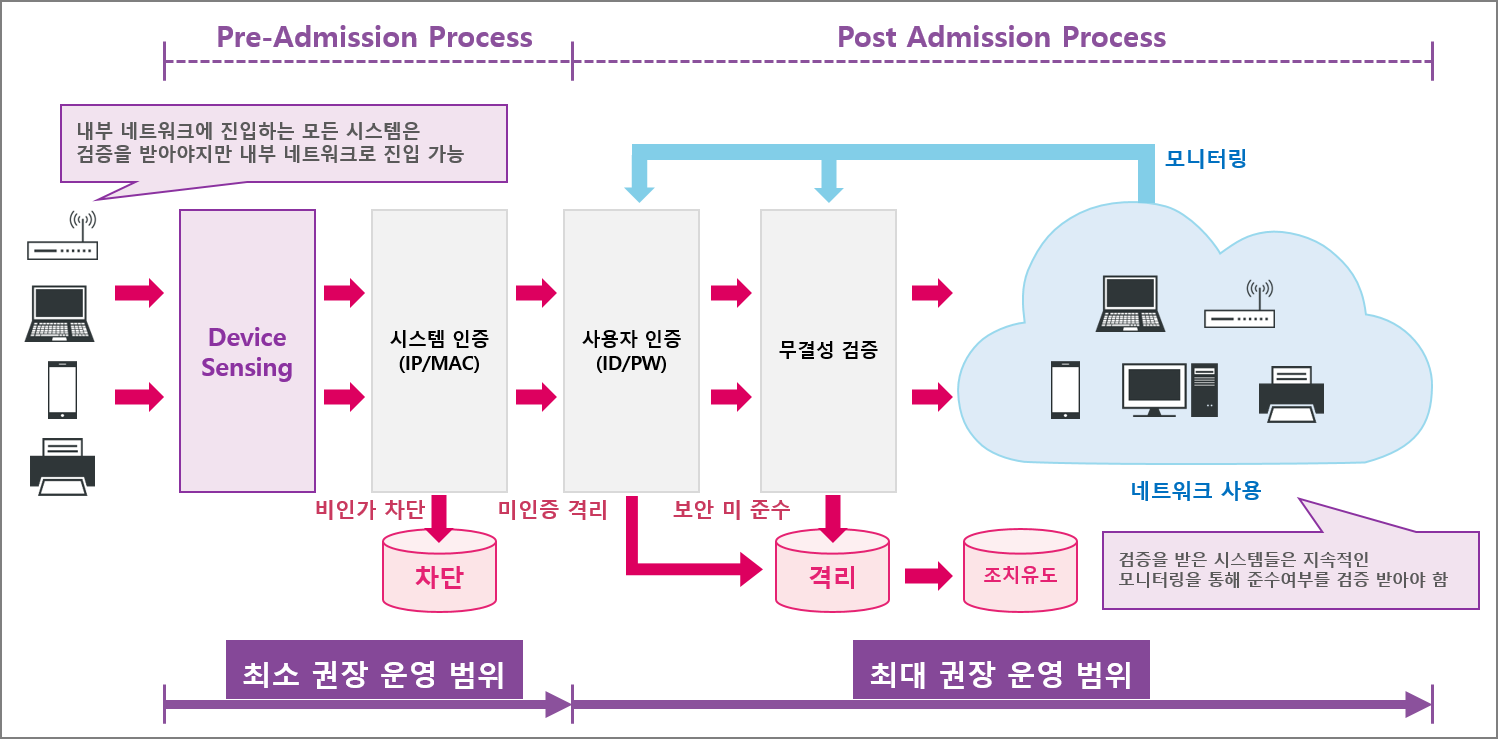 Pre-Admission Process
Post Admission Process
내부 네트워크에 진입하는 모든 시스템은
검증을 받아야지만 내부 네트워크로 진입 가능
모니터링
Device
Sensing
시스템 인증
(IP/MAC)
사용자 인증
(ID/PW)
무결성 검증
네트워크 사용
비인가 차단
미인증 격리
보안 미 준수
차단
격리
조치유도
검증을 받은 시스템들은 지속적인
모니터링을 통해 준수여부를 검증 받아야 함
최소 권장 운영 범위
최대 권장 운영 범위